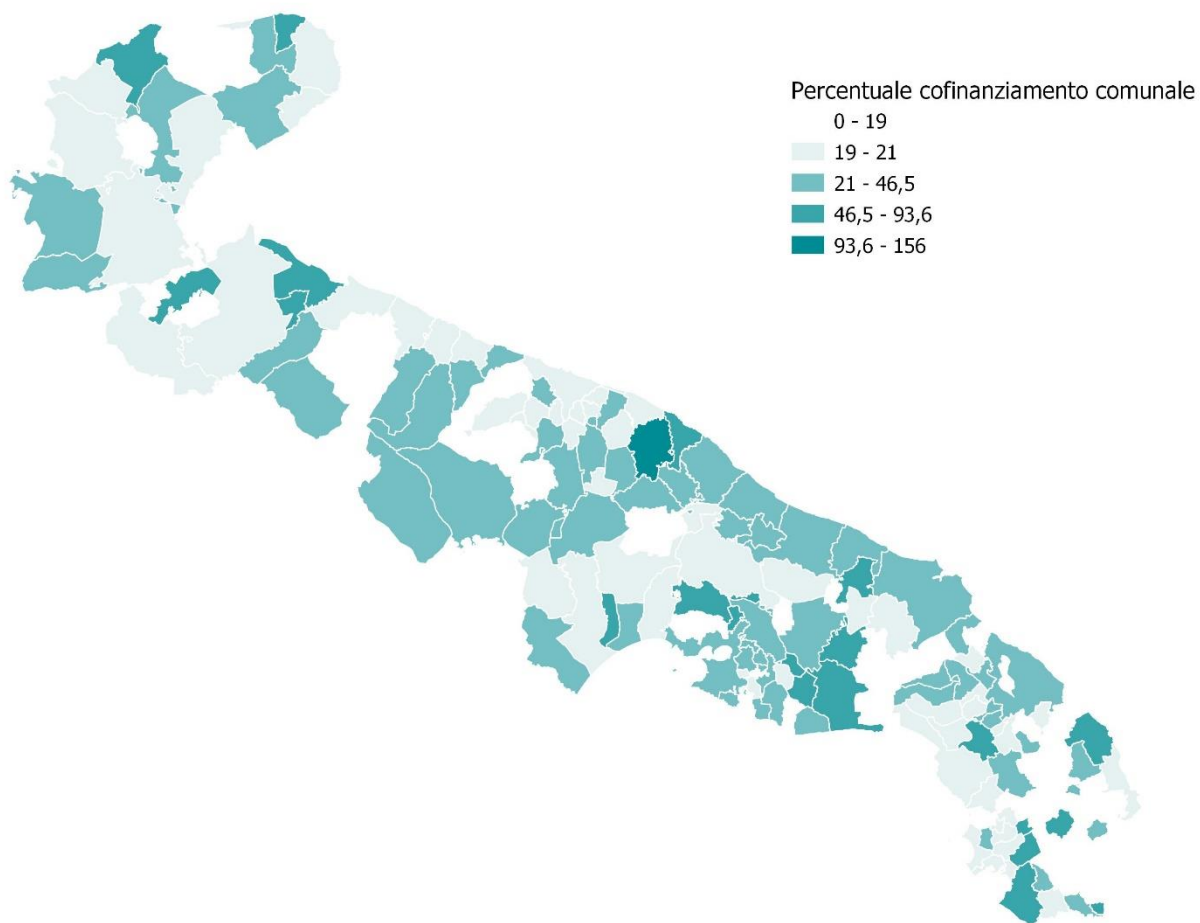 Percentuale cofinanziamento comunale
0 - 19
19 - 21
21 - 46,5
46,5 - 93,6
93,6 - 156